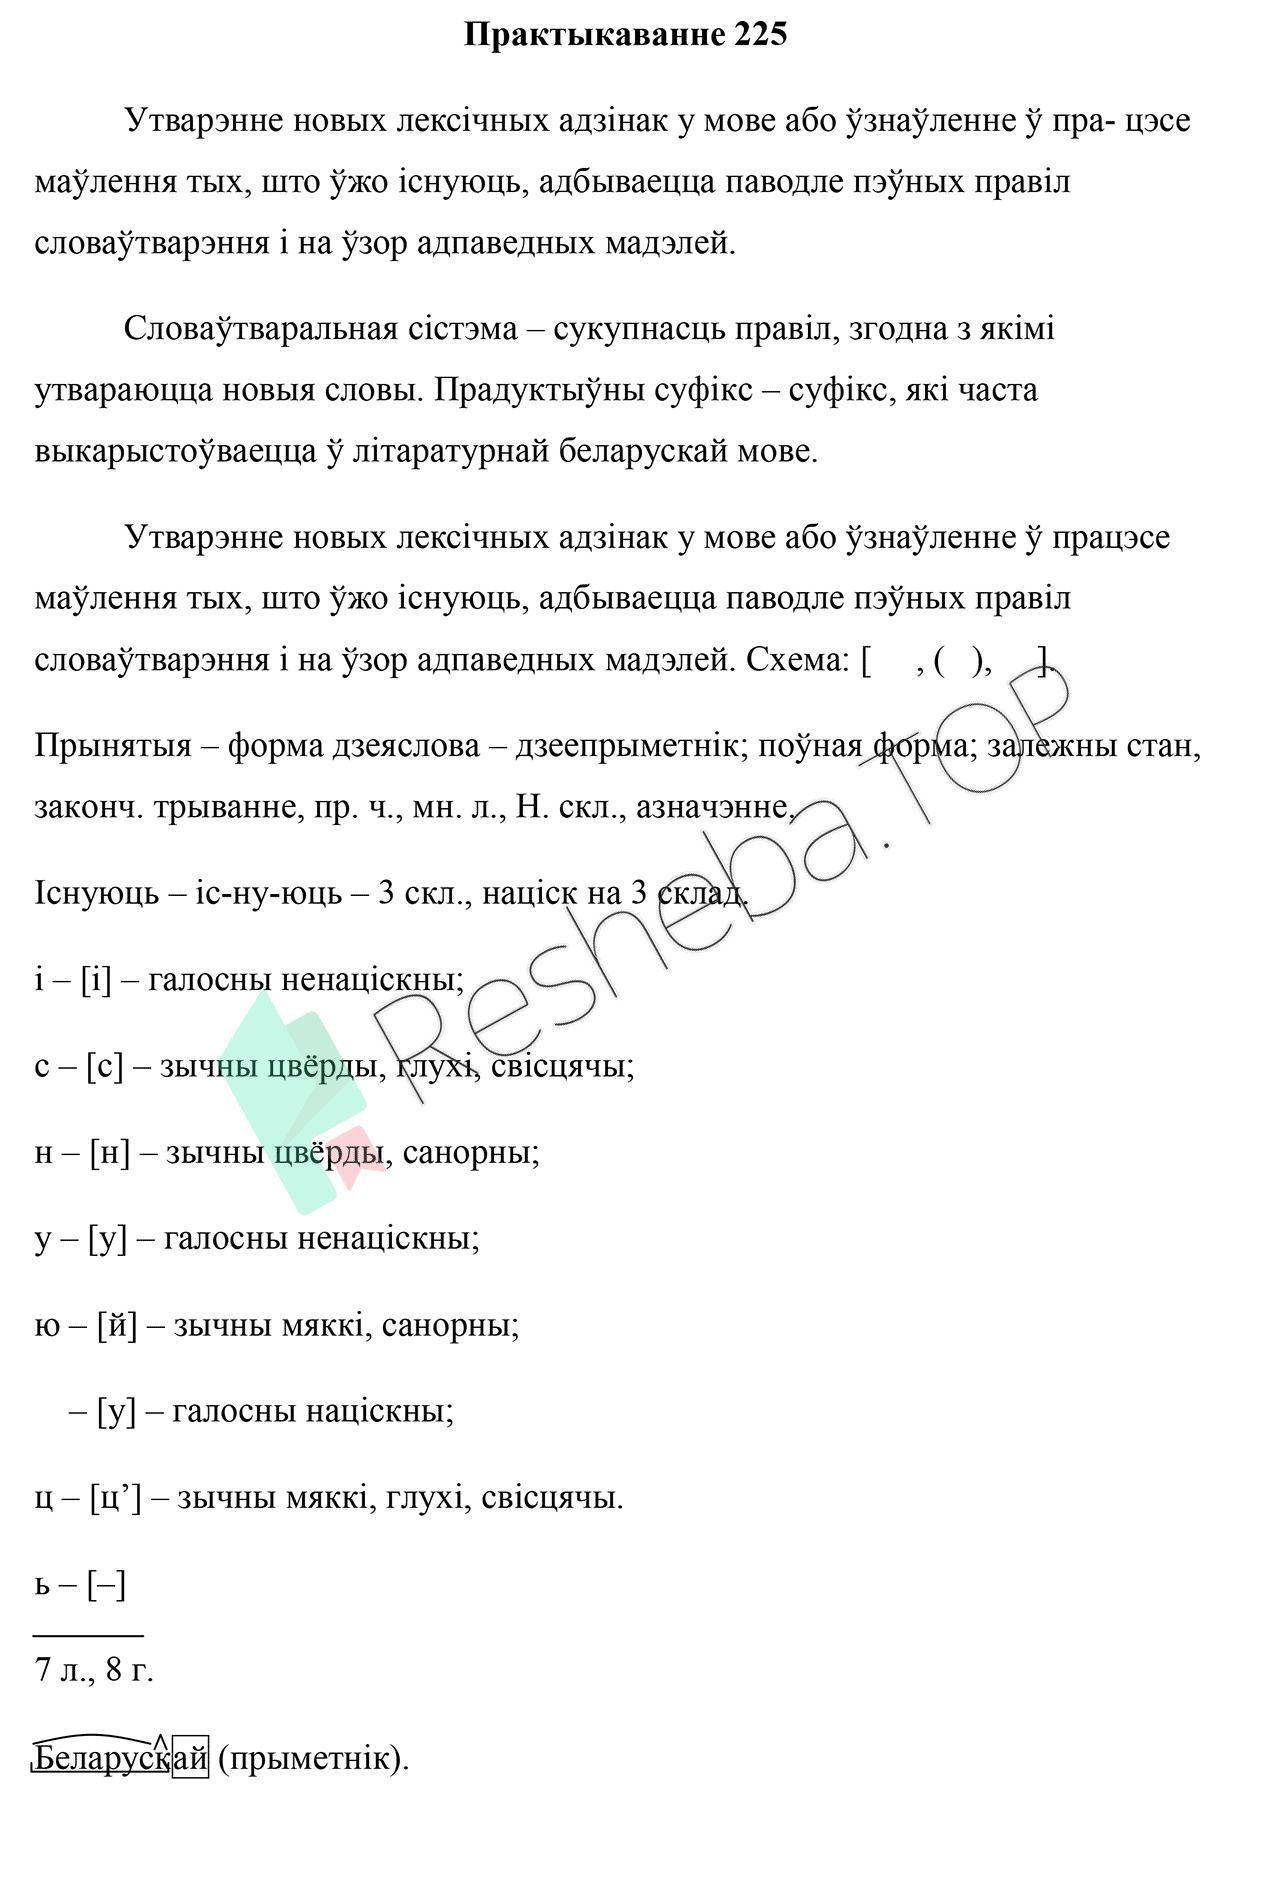 Практыкаванне 225
Утварэнне новых лексічных адзінак у мове або ўзнаўленне ў пра- цэсе
маўлення тых, што ўжо існуюць, адбываецца паводле пэўных правіл
словаўтварэння і на ўзор адпаведных мадэлей.
Словаўтваральная сістэма – сукупнасць правіл, згодна з якімі
утвараюцца новыя словы. Прадуктыўны суфікс – суфікс, які часта
выкарыстоўваецца ў літаратурнай беларускай мове.
Утварэнне новых лексічных адзінак у мове або ўзнаўленне ў працэсе
маўлення тых, што ўжо існуюць, адбываецца паводле пэўных правіл
словаўтварэння і на ўзор адпаведных мадэлей. Схема: [ , ( ), ].
Прынятыя – форма дзеяслова – дзеепрыметнік; поўная форма; залежны стан,
законч. трыванне, пр. ч., мн. л., Н. скл., азначэнне.
Існуюць – іс-ну-юць – 3 скл., націск на 3 склад.
і – [і] – галосны ненаціскны;
с – [с] – зычны цвёрды, глухі, свісцячы;
н – [н] – зычны цвёрды, санорны;
у – [у] – галосны ненаціскны;
ю – [й] – зычны мяккі, санорны;
– [у] – галосны націскны;
ц – [ц’] – зычны мяккі, глухі, свісцячы.
ь – [–]
7 л., 8 г.
Беларускай (прыметнік).
Resheba.TOP